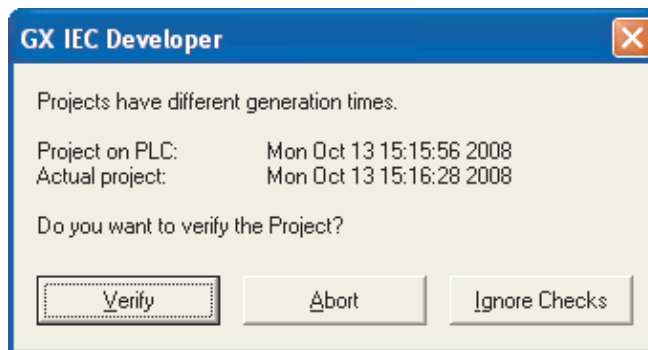 GX IEC Developer
Projects have different generation times.
Project on PLC: Mon Oct 13 15:15:56 2008
Actual project: Mon Oct 13 15:16:28 2008
Do you want to verify the Project?
Verify Abort Ignore Checks